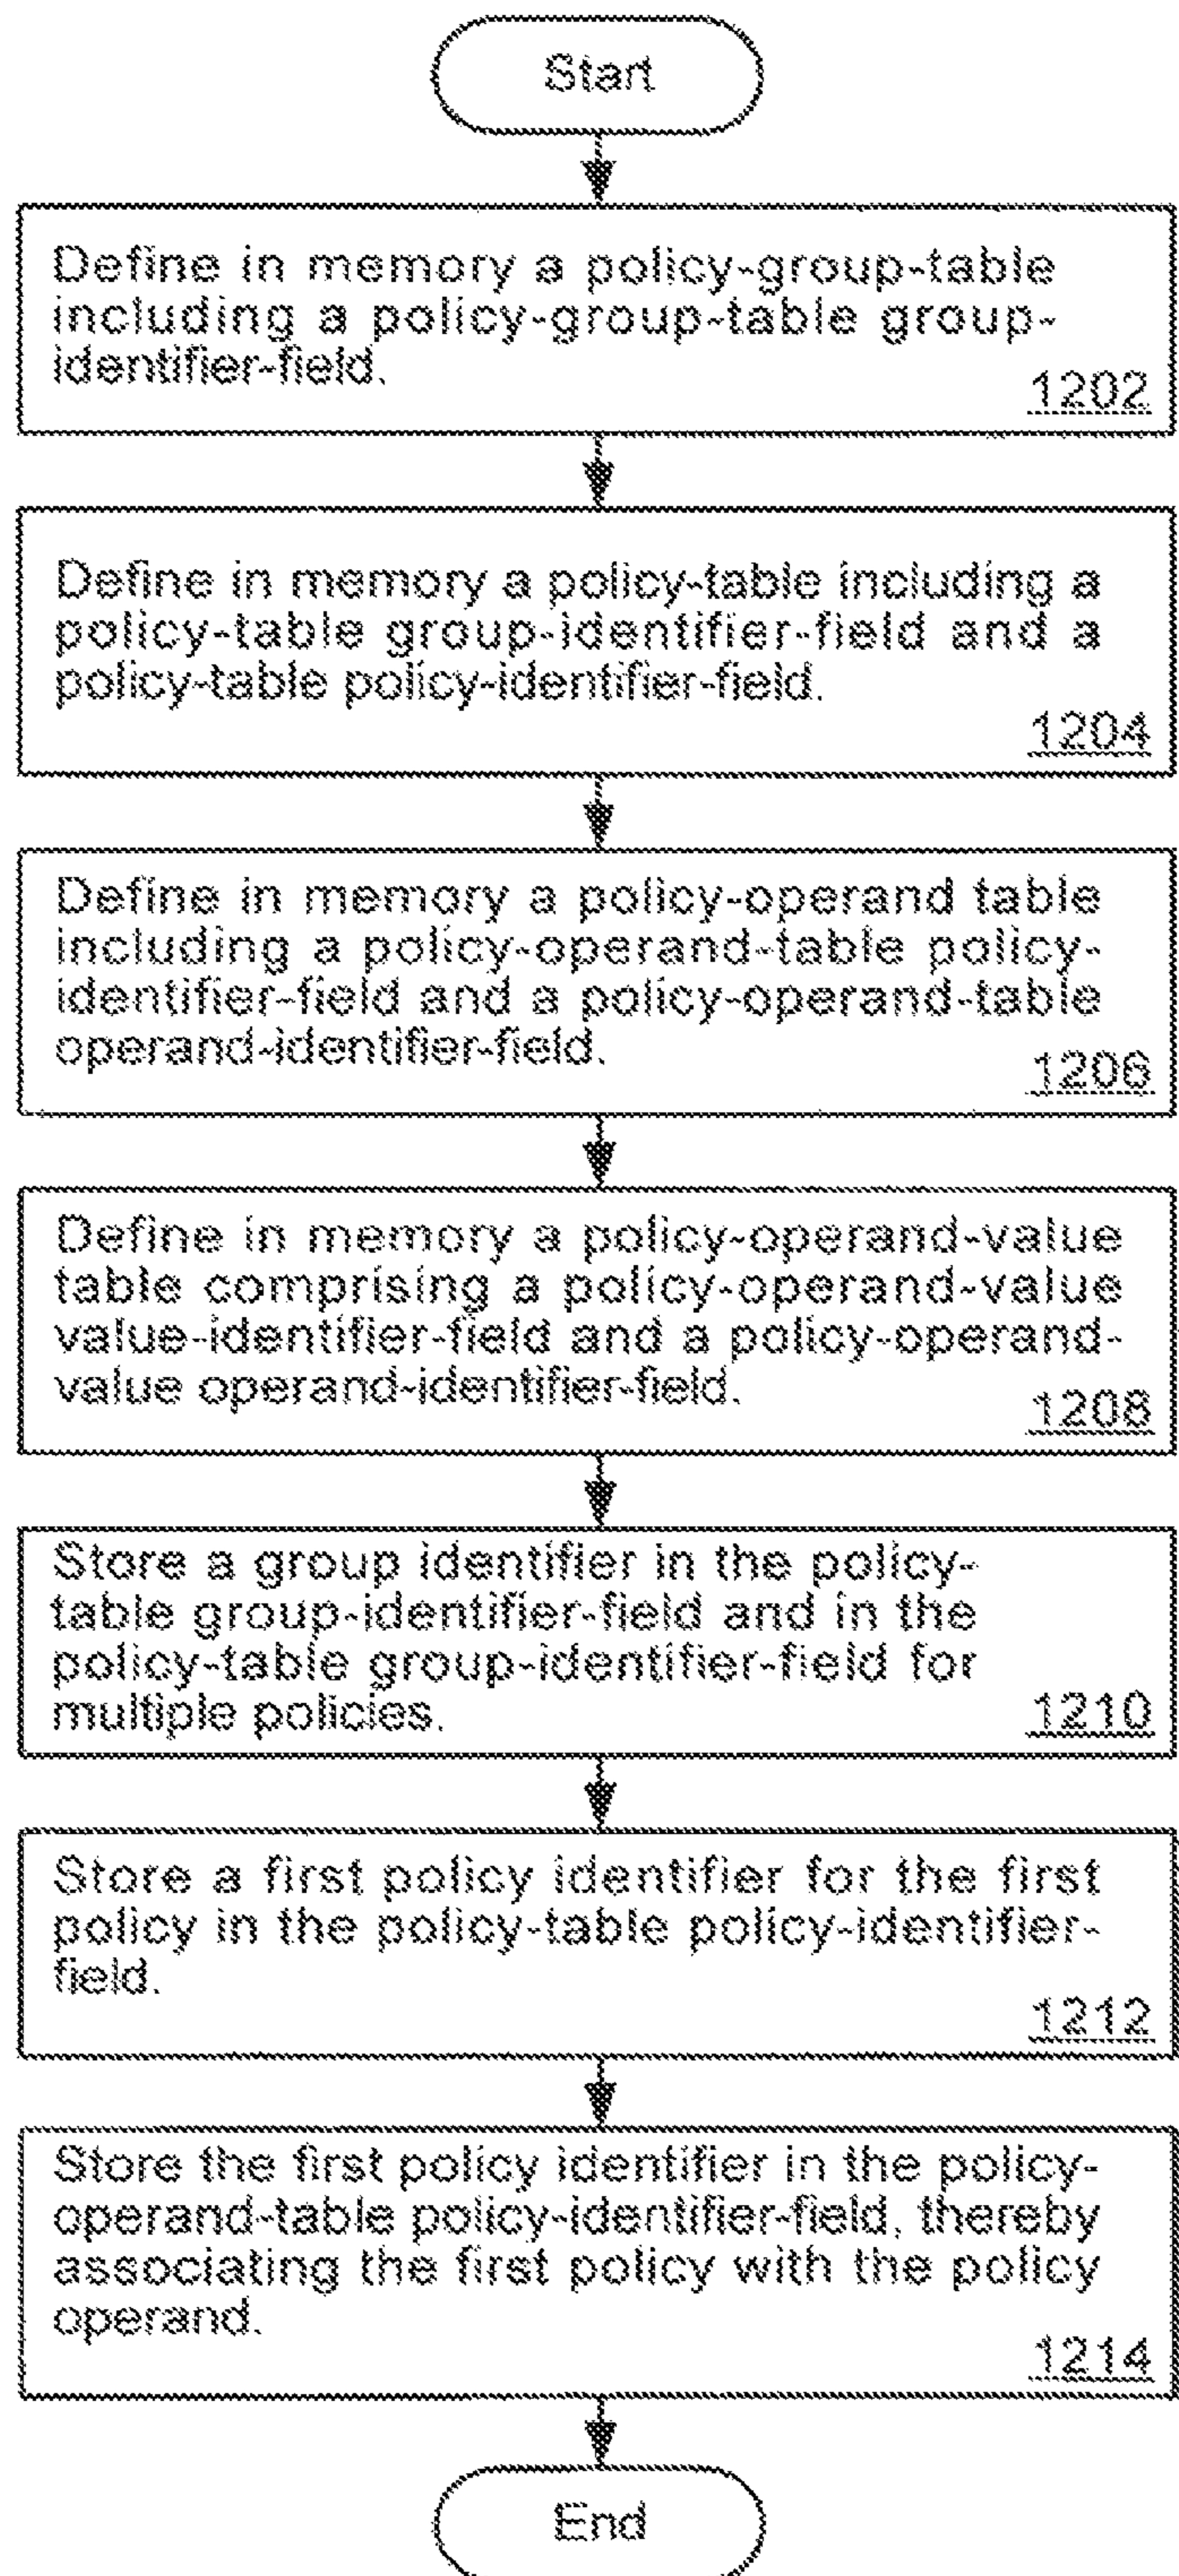 Start
Define in memory a policy-group-table
including a policy-group-table group-
identifier-field.
1202
Define in memory a policy-table including a
policy-table group-identifier-field and a
policy-table policy-identifier-field.
1204
Define in memory a policy-operand table
including a policy-operand-table policy-
identifier-field and a policy-operand-table
operand-identifier-field.
1206
Define in memory a policy-operand-value
table comprising a policy-operand-value
value-identifier-field and a policy-operand-
value operand-identifier-field.
1208
Store a group identifier in the policy-
table group-identifier-field and in the
policy-table group-identifier-field for
multiple policies.
1210
Store a first policy identifier for the first
policy in the policy-table policy-identifier-
field.
1212
Store the first policy identifier in the policy-
operand-table policy-identifier-field, thereby
associating the first policy with the policy
operand.
1214
End